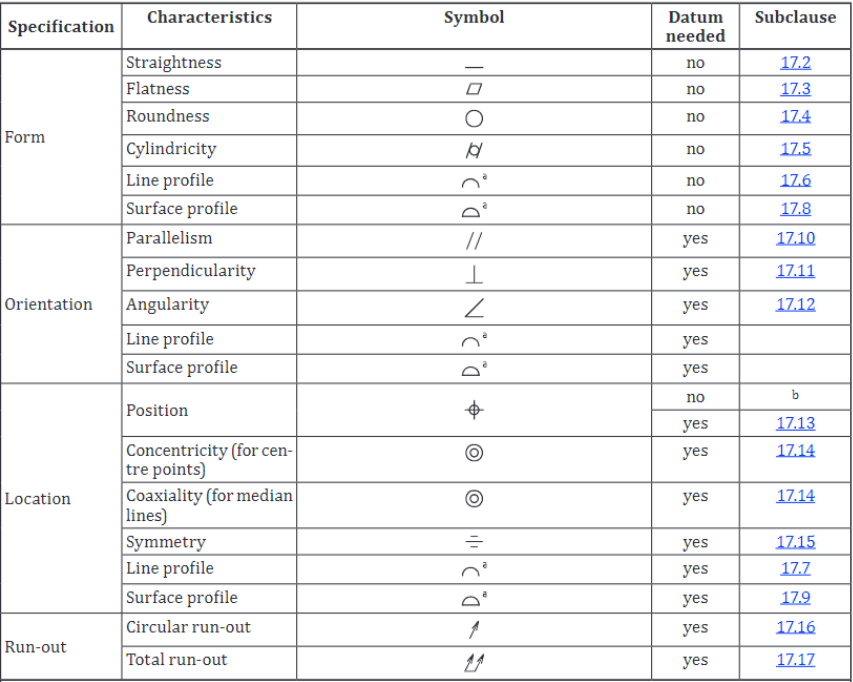 Specification Characteristics Symbol Datum needed Subclause
Form
Straightness no 17.2
Flatness no 17.3
Roundness no 17.4
Cylindricity no 17.5
Line profile a no 17.6
Surface profile a no 17.8
Orientation
Parallelism // yes 17.10
Perpendicularity yes 17.11
Angularity yes 17.12
Line profile a yes
Surface profile a yes
Location
Position no b
yes 17.13
Concentricity (for cen-
tre points) yes 17.14
Coaxiality (for median
lines) yes 17.14
Symmetry yes 17.15
Line profile a yes 17.7
Surface profile a yes 17.9
Run-out
Circular run-out yes 17.16
Total run-out yes 17.17